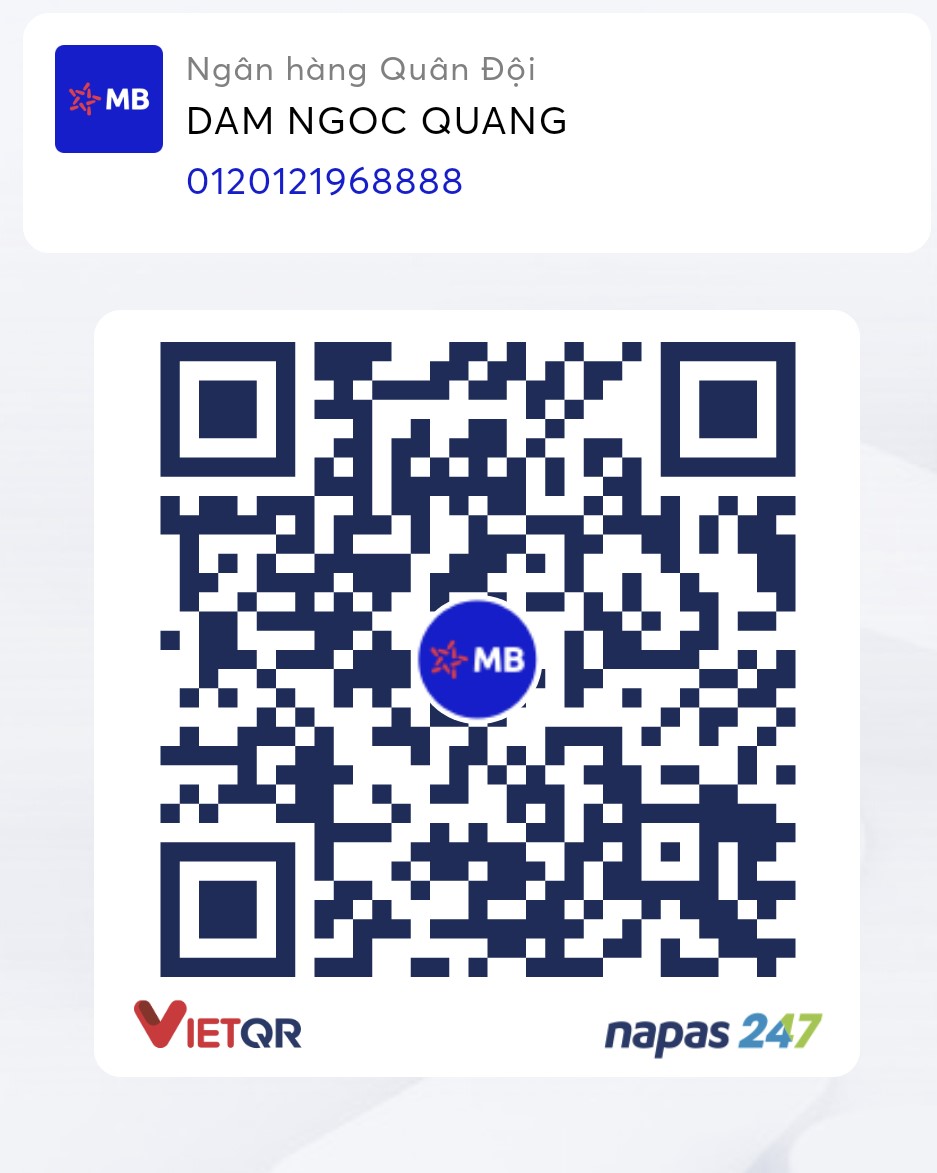 MB
Ngân hàng Quân Đội
DAM NGOC QUANG
0120121968888
MB
VIETQR
napas 247